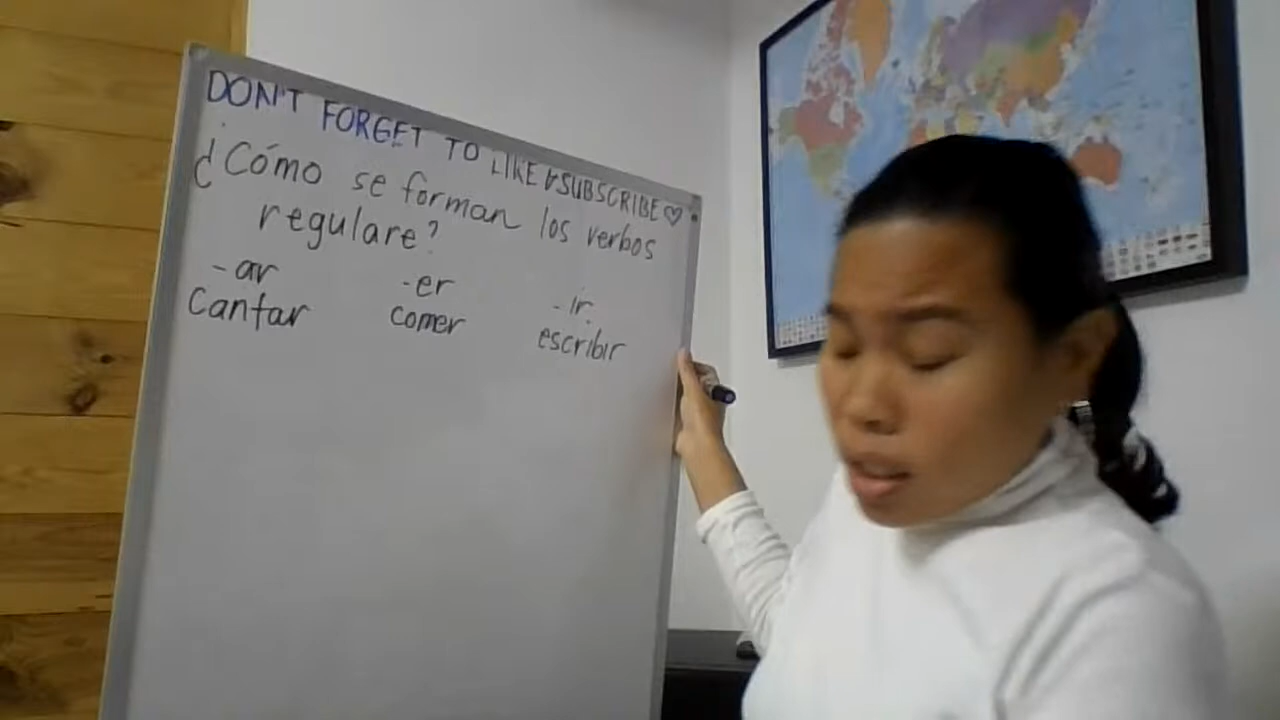 DON'T FORGET TO LIKE & SUBSCRIBE ♡
¿Cómo se forman los verbos
regulare?
-ar -er -ir
Cantar comer escribir